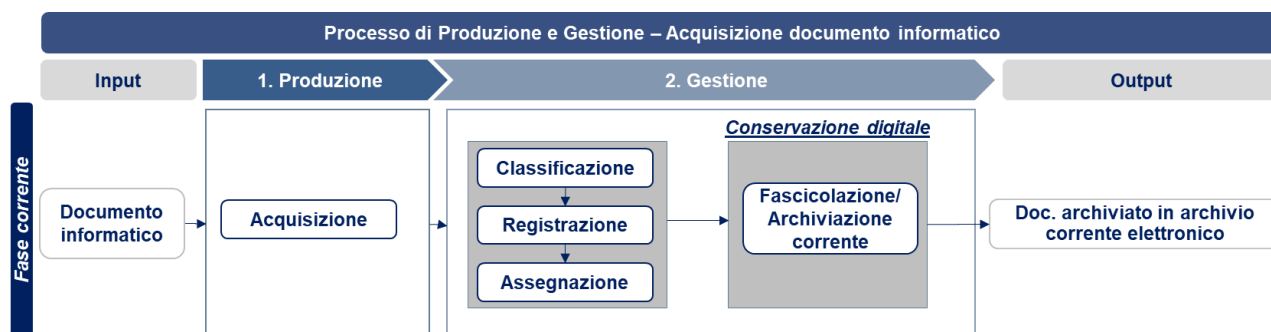 Processo di Produzione e Gestione – Acquisizione documento informatico
Input
1. Produzione
2. Gestione
Output
Fase corrente
Documento
informatico
Acquisizione
Classificazione
Registrazione
Assegnazione
Conservazione digitale
Fascicolazione/
Archiviazione
corrente
Doc. archiviato in archivio
corrente elettronico